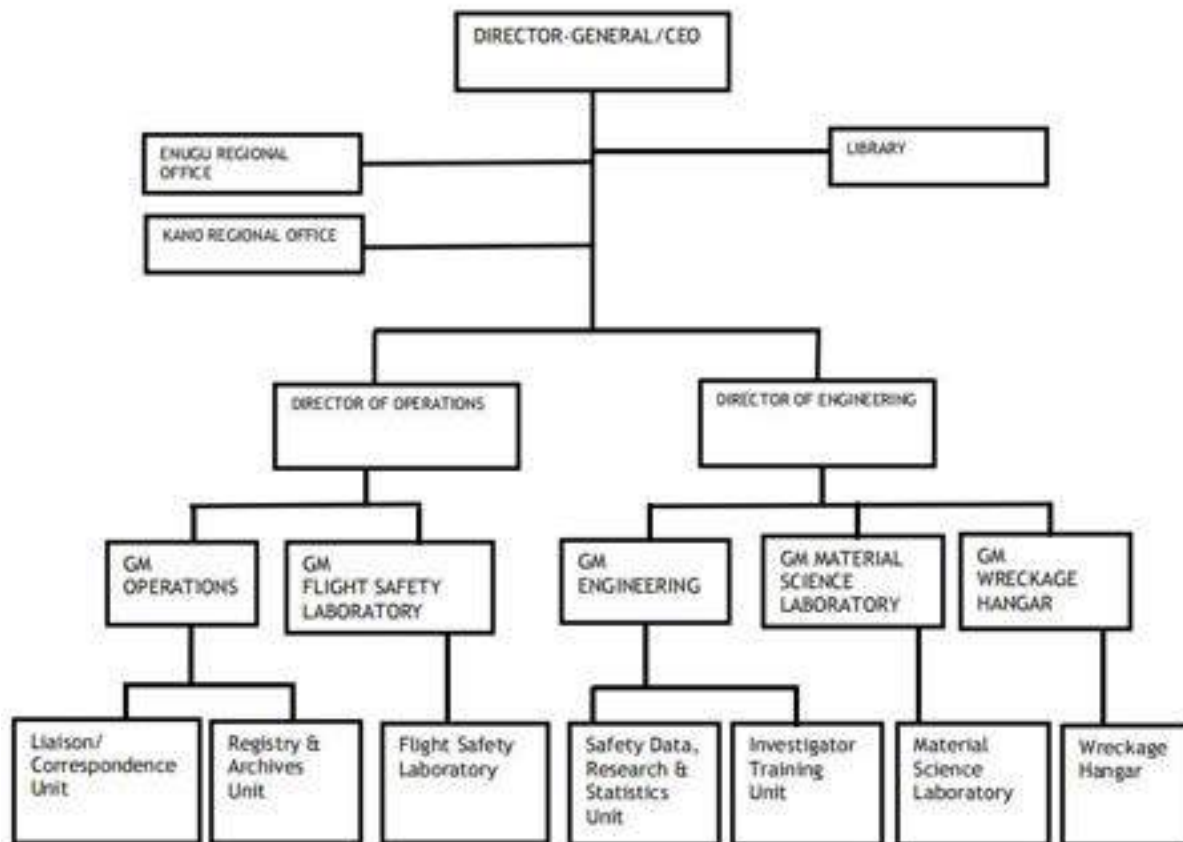 DIRECTOR-GENERAL/CEO
ENUGU REGIONAL
OFFICE
LIBRARY
KANO REGIONAL OFFICE
DIRECTOR OF OPERATIONS
DIRECTOR OF ENGINEERING
GM
OPERATIONS
GM
FLIGHT SAFETY
LABORATORY
GM
ENGINEERING
GM MATERIAL
SCIENCE
LABORATORY
GM
WRECKAGE
HANGAR
Liaison/
Correspondence
Unit
Registry &
Archives
Unit
Flight Safety
Laboratory
Safety Data,
Research &
Statistics
Unit
Investigator
Training
Unit
Material
Science
Laboratory
Wreckage
Hangar